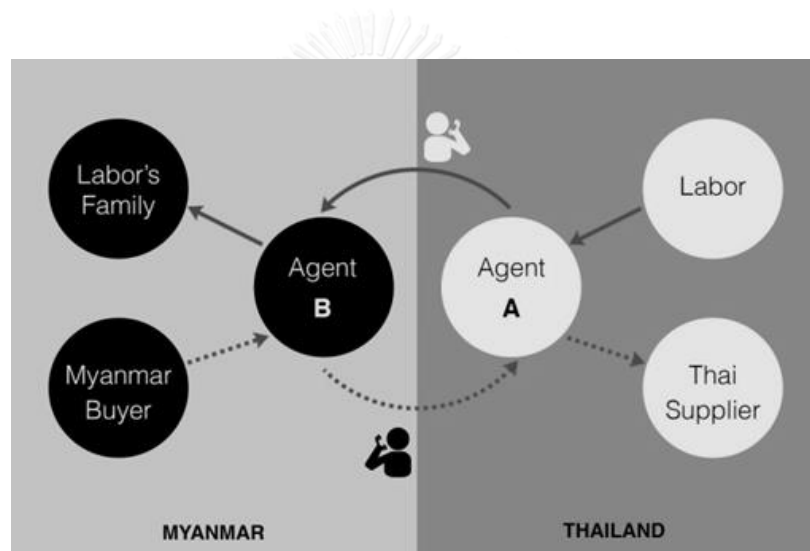 Labor's
Family
Labor
Agent
B
Agent
A
Myanmar
Buyer
Thai
Supplier
MYANMAR
THAILAND